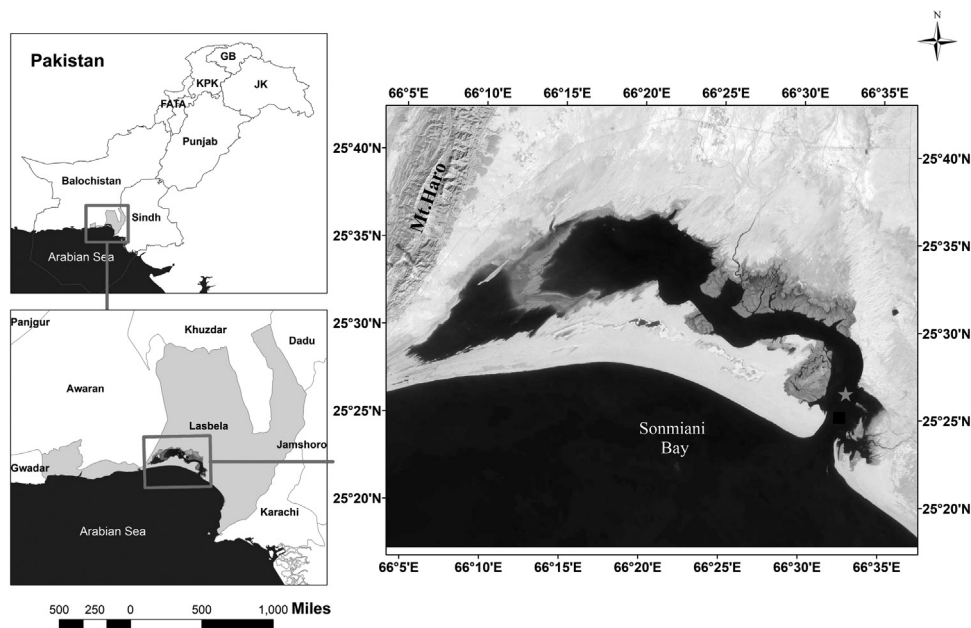 N
Pakistan
GB
KPK
JK
FATA
Punjab
Balochistan
Sindh
Arabian Sea
Panjgur
Khuzdar
Dadu
Awaran
Lasbela
Jamshoro
Gwadar
Karachi
Arabian Sea
500 250 0 500 1,000 Miles
66°5'E 66°10'E 66°15'E 66°20'E 66°25'E 66°30'E 66°35'E
25°40'N 25°40'N
Mt.Haro
25°35'N 25°35'N
25°30'N 25°30'N
25°25'N 25°25'N
Sonmiani
Bay
25°20'N 25°20'N
66°5'E 66°10'E 66°15'E 66°20'E 66°25'E 66°30'E 66°35'E